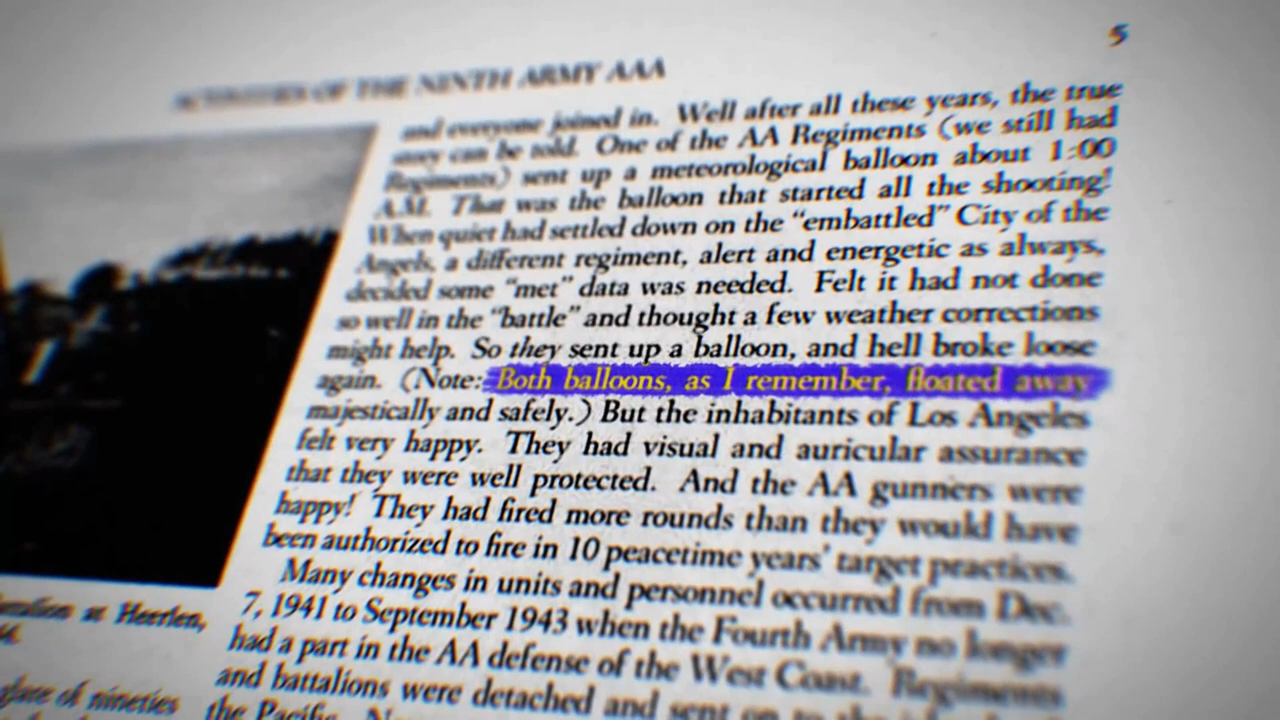 5
ACTIVITIES OF THE NINTH ARMY AAA
and everyone joined in. Well after all these years, the true
story can be told. One of the AA Regiments (we still had
Regiments) sent up a meteorological balloon about 1:00
A.M. That was the balloon that started all the shooting!
When quiet had settled down on the “embattled” City of the
Angels, a different regiment, alert and energetic as always,
decided some “met” data was needed. Felt it had not done
so well in the “battle” and thought a few weather corrections
might help. So they sent up a balloon, and hell broke loose
again. (Note: Both balloons, as I remember, floated away
majestically and safely.) But the inhabitants of Los Angeles
felt very happy. They had visual and auricular assurance
that they were well protected. And the AA gunners were
happy! They had fired more rounds than they would have
been authorized to fire in 10 peacetime years’ target practices.
Many changes in units and personnel occurred from Dec.
7, 1941 to September 1943 when the Fourth Army no longer
had a part in the AA defense of the West Coast. Regiments
and battalions were detached and sent on to the
the Pacific.
at Heerlen,
of nineties